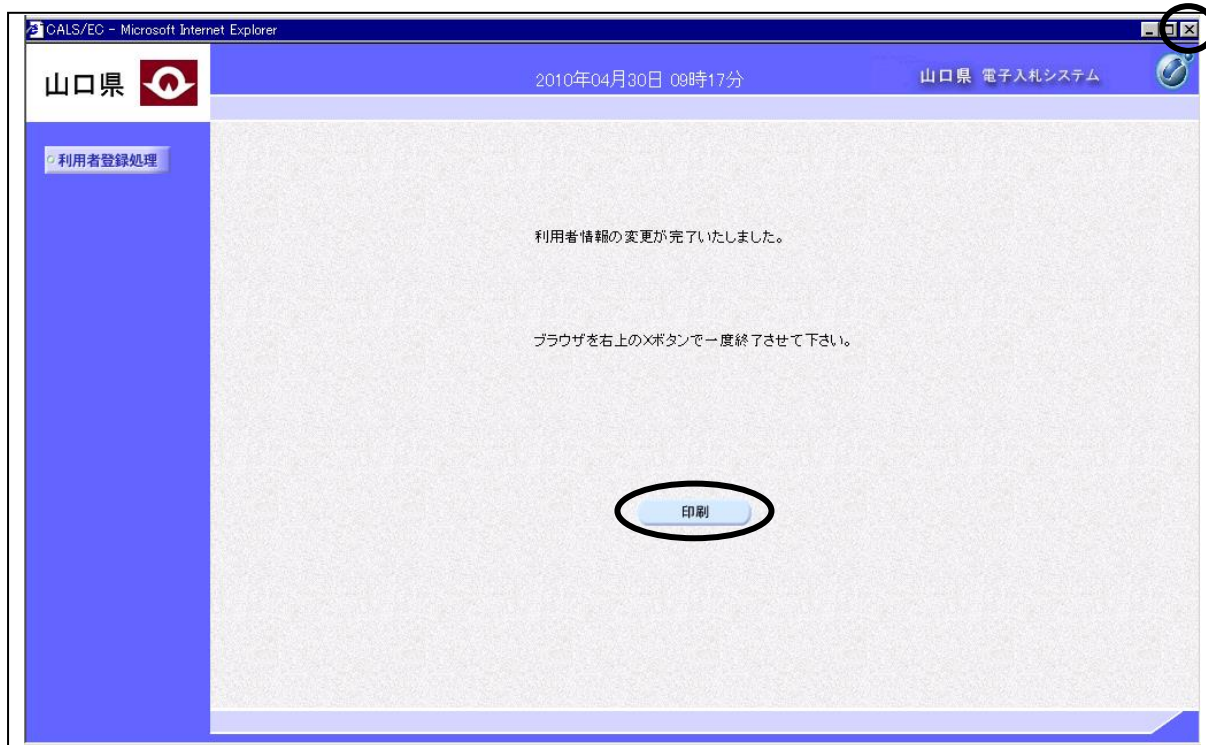 CALS/EC - Microsoft Internet Explorer
山口県
2010年04月30日 09時17分
山口県 電子入札システム
利用者登録処理
利用者情報の変更が完了いたしました。
ブラウザを右上の×ボタンで一度終了させて下さい。
印刷